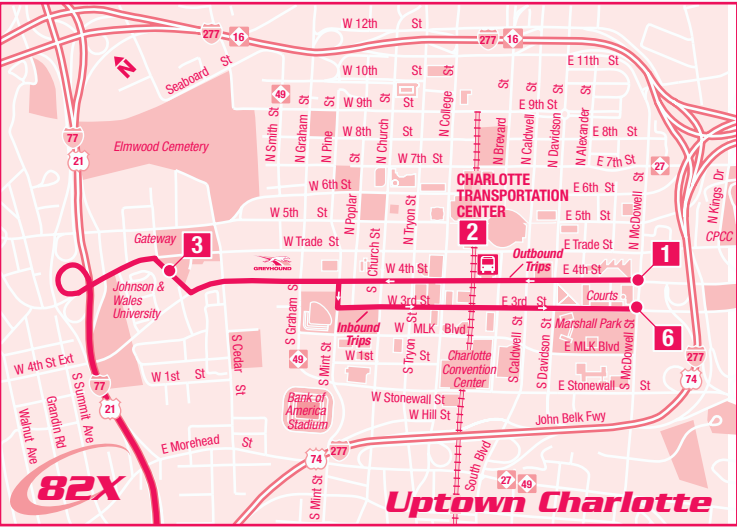 W 12th St
277
16
277
16
E 11th St
N
Seaboard St
W 10th St
49
N Smith St
N Graham St
N Pine St
W 9th St
N Church St
N College St
N Brevard St
E 9th St
N Caldwell St
N Davidson St
N Alexander St
W 8th St
E 8th St
77
21
Elmwood Cemetery
W 7th St
E 7th St
27
W 6th St
CHARLOTTE
TRANSPORTATION
CENTER
E 6th St
N McDowell St
N Kings Dr
W 5th St
N Poplar St
N Tryon St
2
E 5th St
CPCC
Gateway
3
W Trade St
E Trade St
GREYHOUND
S Church St
W 4th St
Outbound
Trips
E 4th St
1
Johnson &
Wales
University
Courts
W 3rd St
E 3rd St
6
S Graham St
Inbound
Trips
W MLK Blvd
Marshall Park
E MLK Blvd
S McDowell St
W 4th St Ext
S Cedar St
49
S Mint St
W 1st St
S Tryon St
Charlotte
Convention
Center
S Caldwell St
S Davidson St
277
74
77
21
W 1st St
E Stonewall St
Walnut Ave
Grandin Rd
S Summit Ave
Bank of
America
Stadium
W Stonewall St
W Hill St
John Belk Fwy
E Morehead St
277
74
S Mint St
South Blvd
27
49
82X
Uptown Charlotte